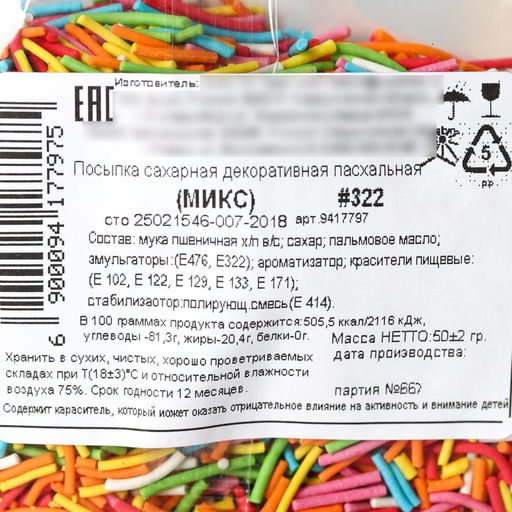 EAC
Изготовитель:
Посыпка сахарная декоративная пасхальная
(МИКС) #322
сто 25021546-007-2018 арт.9417797
Состав: мука пшеничная х/п в/с; сахар; пальмовое масло;
эмульгаторы:(Е476, Е322); ароматизатор; красители пищевые:
(Е 102, Е 122, Е 129, Е 133, Е 171);
стабилизаотор:полирующ.смесь(Е 414).
В 100 граммах продукта содержится:505,5 ккал/2116 кДж,
углеводы -81,3г, жиры-20,4г, белки-0г.
Масса НЕТТО:50±2 гр.
дата производства:
Хранить в сухих, чистых, хорошо проветриваемых
складах при Т(18±3)°С и относительной влажности
воздуха 75%. Срок годности 12 месяцев.
партия №667
Содержит караситель, который может оказать отрицательное влияние на активность и внимание детей
6 900094 177975
5
PP